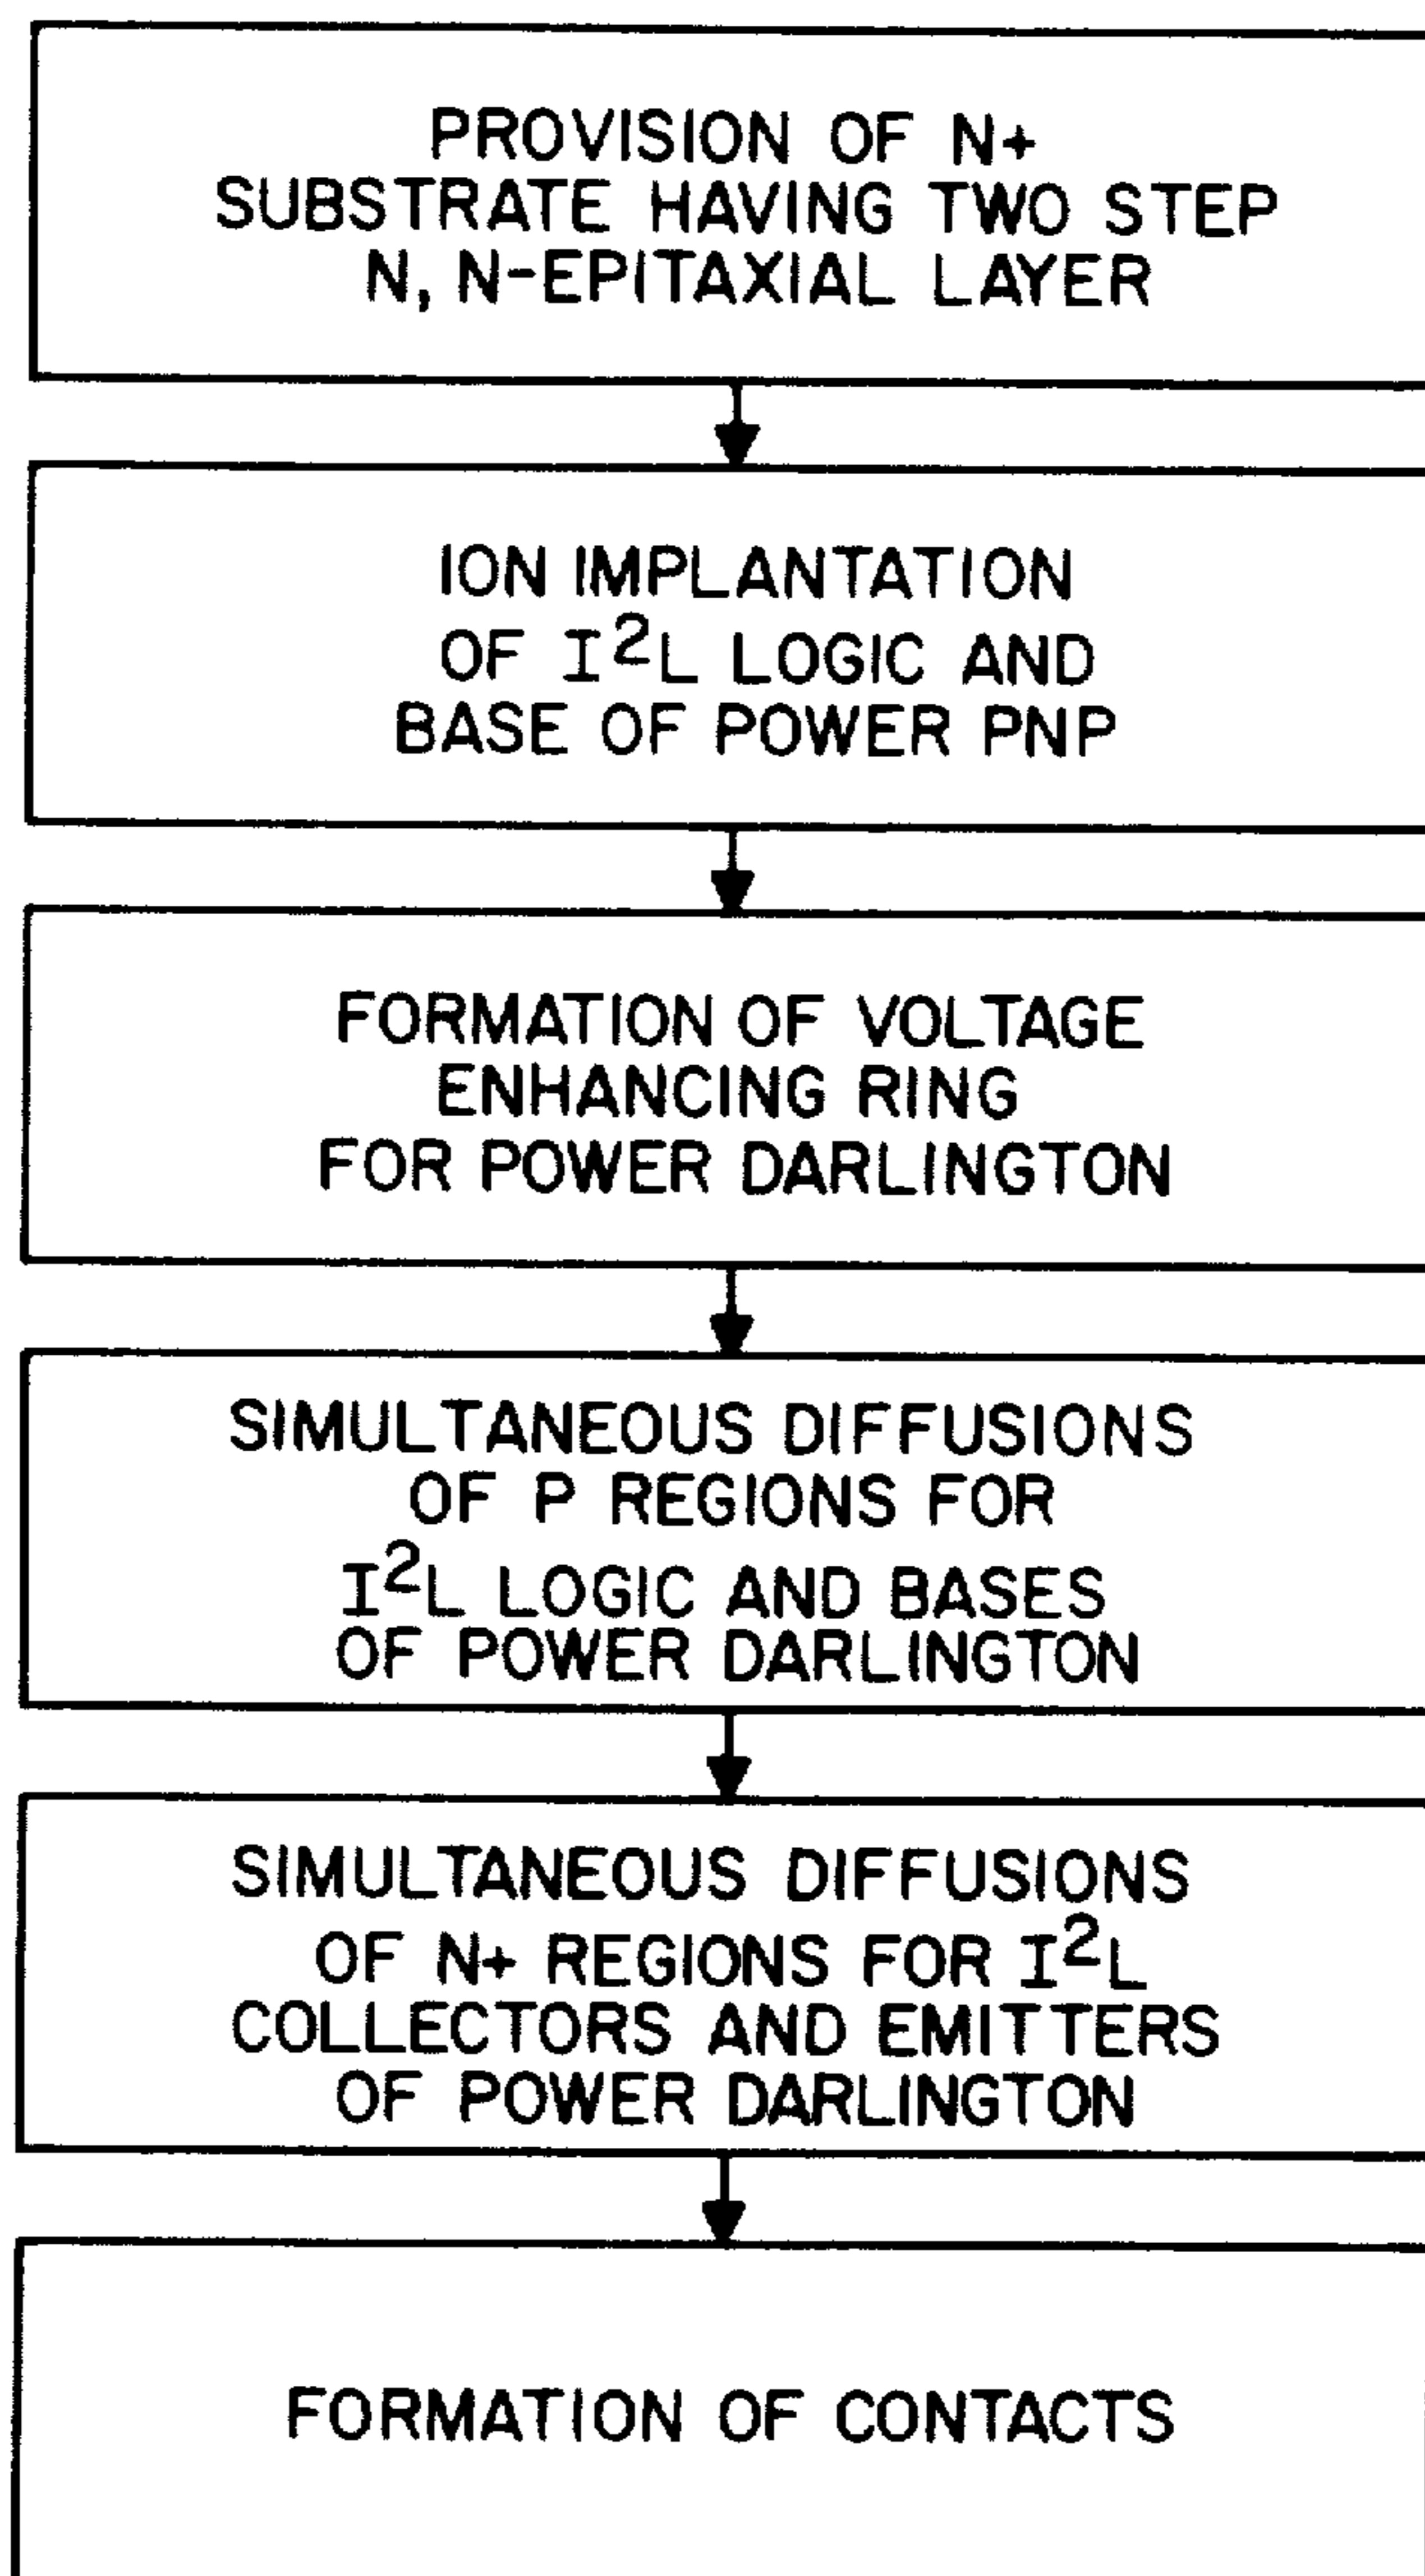 PROVISION OF N+
SUBSTRATE HAVING TWO STEP
N, N-EPITAXIAL LAYER
ION IMPLANTATION
OF I²L LOGIC AND
BASE OF POWER PNP
FORMATION OF VOLTAGE
ENHANCING RING
FOR POWER DARLINGTON
SIMULTANEOUS DIFFUSIONS
OF P REGIONS FOR
I²L LOGIC AND BASES
OF POWER DARLINGTON
SIMULTANEOUS DIFFUSIONS
OF N+ REGIONS FOR I²L
COLLECTORS AND EMITTERS
OF POWER DARLINGTON
FORMATION OF CONTACTS